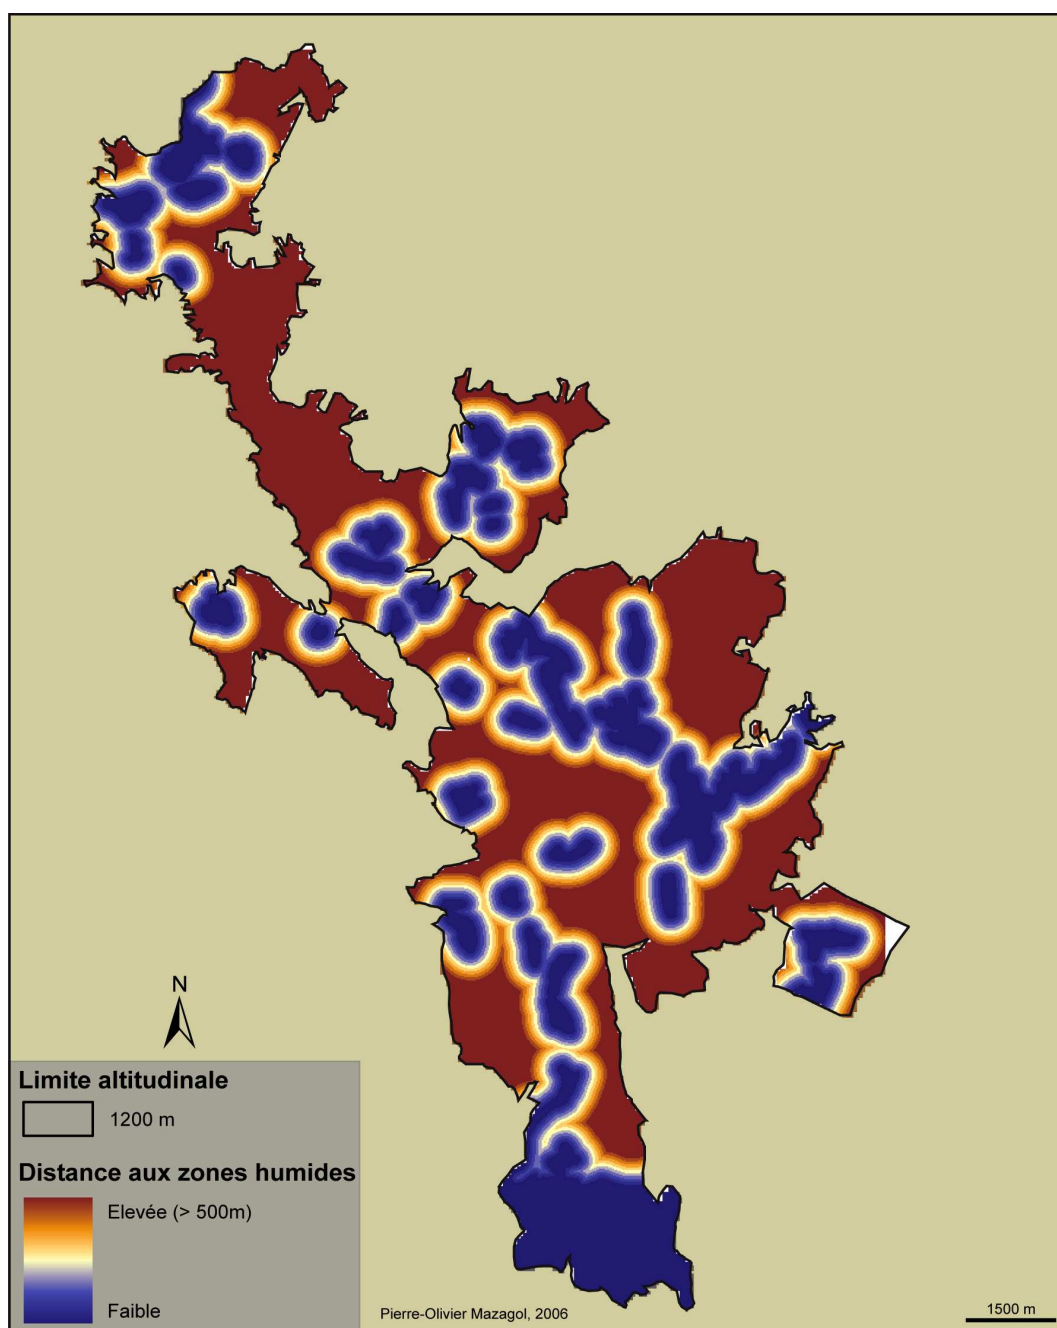 N
Limite altitudinale
1200 m
Distance aux zones humides
Elevée (> 500m)
Faible
Pierre-Olivier Mazagol, 2006
1500 m